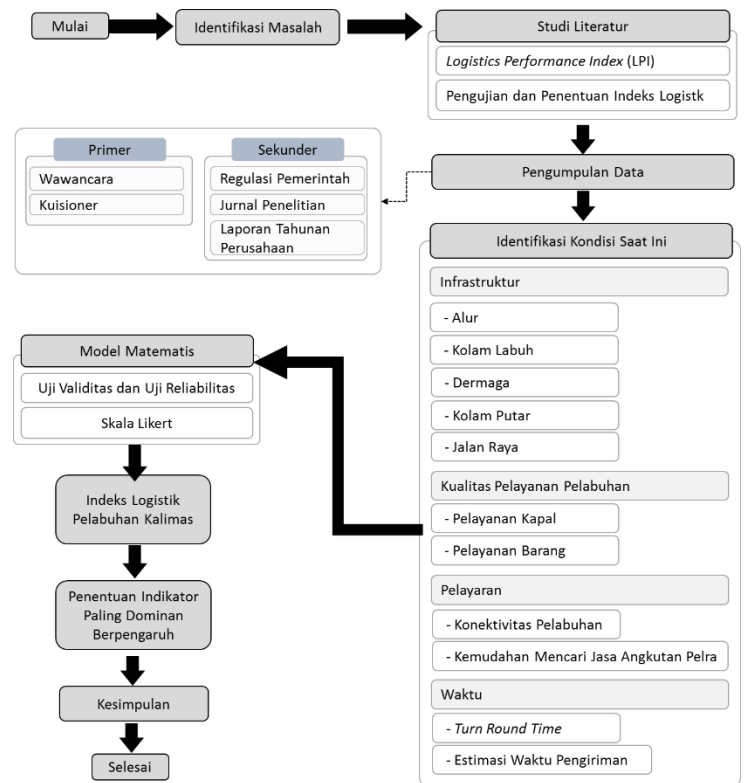 Mulai
Identifikasi Masalah
Studi Literatur
Logistics Performance Index (LPI)
Pengujian dan Penentuan Indeks Logistk
Pengumpulan Data
Primer
Wawancara
Kuisioner
Sekunder
Regulasi Pemerintah
Jurnal Penelitian
Laporan Tahunan
Perusahaan
Identifikasi Kondisi Saat Ini
Infrastruktur
- Alur
- Kolam Labuh
- Dermaga
- Kolam Putar
- Jalan Raya
Kualitas Pelayanan Pelabuhan
- Pelayanan Kapal
- Pelayanan Barang
Pelayaran
- Konektivitas Pelabuhan
- Kemudahan Mencari Jasa Angkutan Pelra
Waktu
- Turn Round Time
- Estimasi Waktu Pengiriman
Model Matematis
Uji Validitas dan Uji Reliabilitas
Skala Likert
Indeks Logistik
Pelabuhan Kalimas
Penentuan Indikator
Paling Dominan
Berpengaruh
Kesimpulan
Selesai